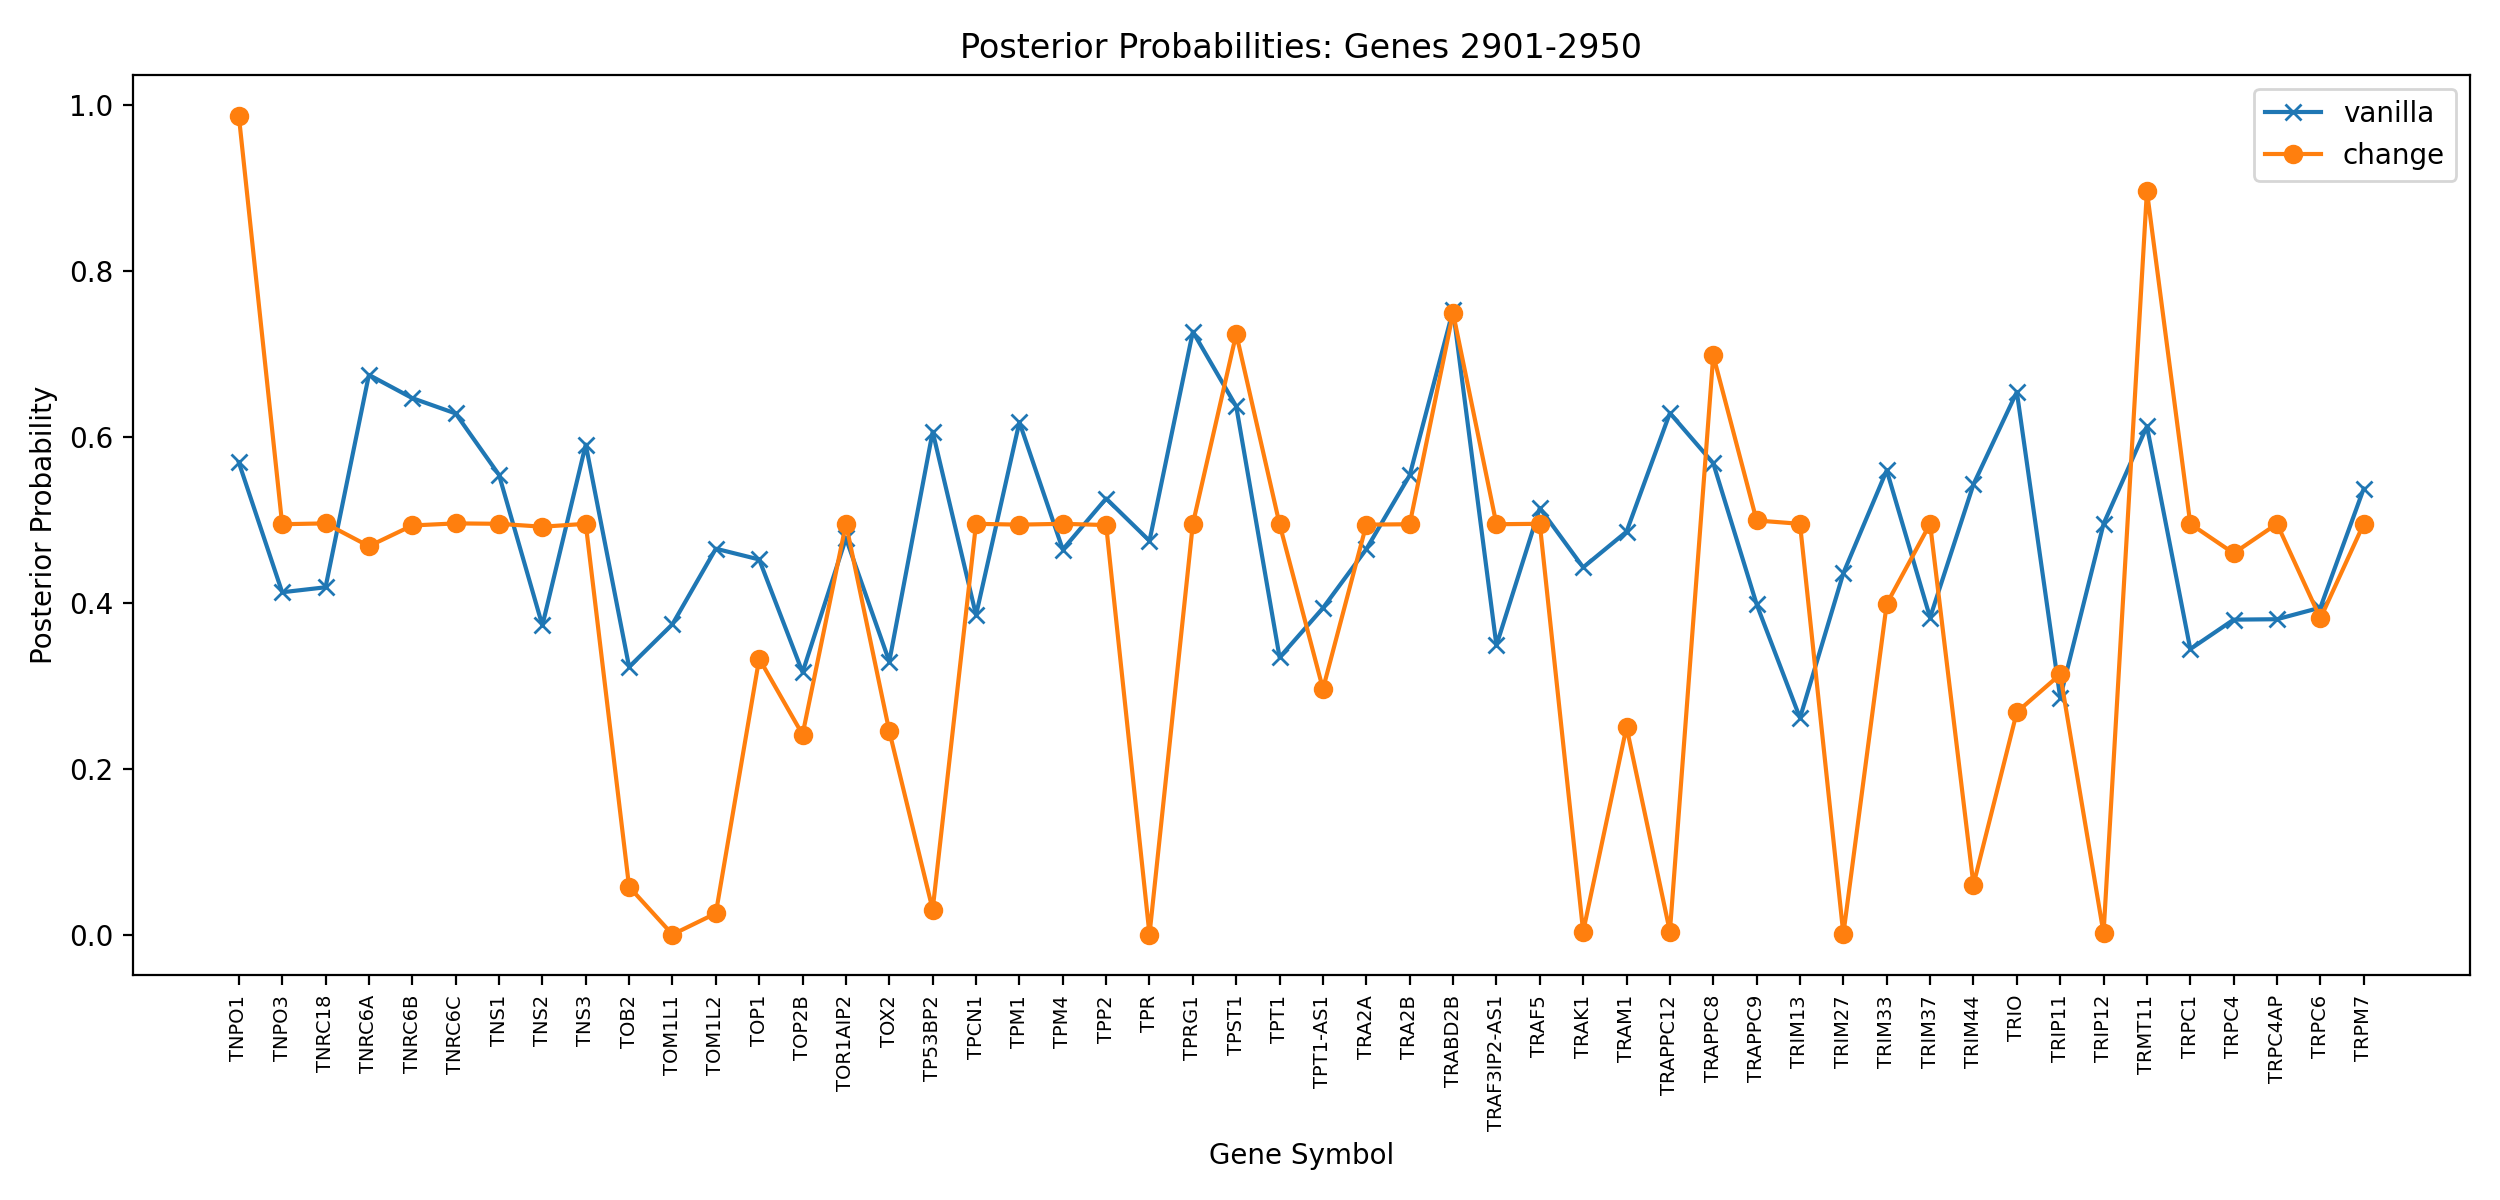 Posterior Probabilities: Genes 2901-2950
vanilla
change
Posterior Probability
1.0
0.8
0.6
0.4
0.2
0.0
TNPO1
TNPO3
TNRC18
TNRC6A
TNRC6B
TNRC6C
TNS1
TNS2
TNS3
TOB2
TOM1L1
TOM1L2
TOP1
TOP2B
TOR1AIP2
TOX2
TP53BP2
TPCN1
TPM1
TPM4
TPP2
TPR
TPRG1
TPST1
TPT1
TPT1-AS1
TRA2A
TRA2B
TRABD2B
TRAF3IP2-AS1
TRAF5
TRAK1
TRAM1
TRAPPC12
TRAPPC8
TRAPPC9
TRIM13
TRIM27
TRIM33
TRIM37
TRIM44
TRIO
TRIP11
TRIP12
TRMT11
TRPC1
TRPC4
TRPC4AP
TRPC6
TRPM7
Gene Symbol